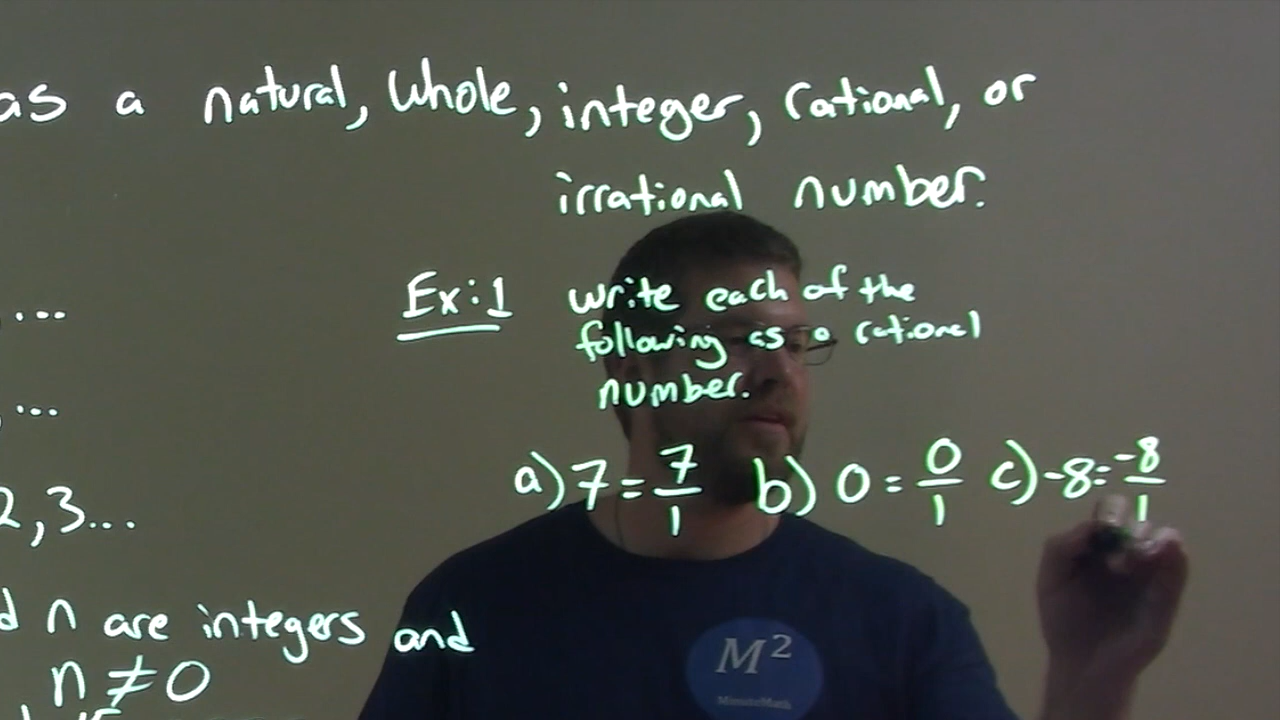 as a natural, Whole, integer, rational, or
irrational number.
Ex:1 write each of the
following as a rational
number.
, ...
, ...
a) 7 = 7/1 b) 0 = 0/1 c) -8 = -8/1
2, 3...
d n are integers and
n ≠ 0
M²
MinuteMath